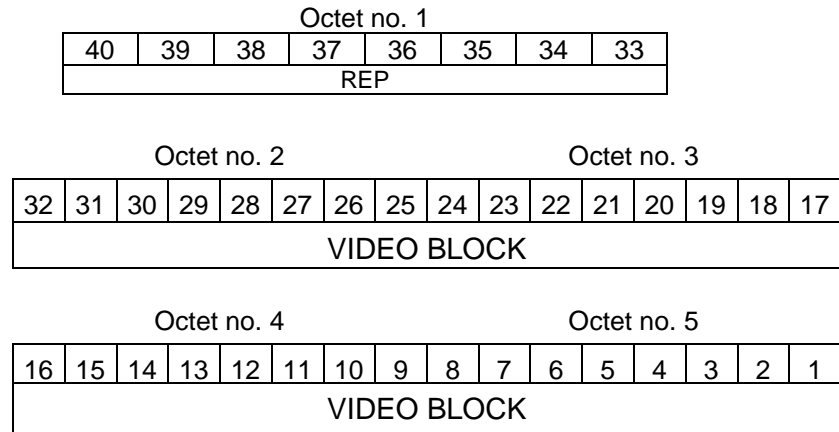 Octet no. 1
40 39 38 37 36 35 34 33
REP
Octet no. 2 Octet no. 3
32 31 30 29 28 27 26 25 24 23 22 21 20 19 18 17
VIDEO BLOCK
Octet no. 4 Octet no. 5
16 15 14 13 12 11 10 9 8 7 6 5 4 3 2 1
VIDEO BLOCK